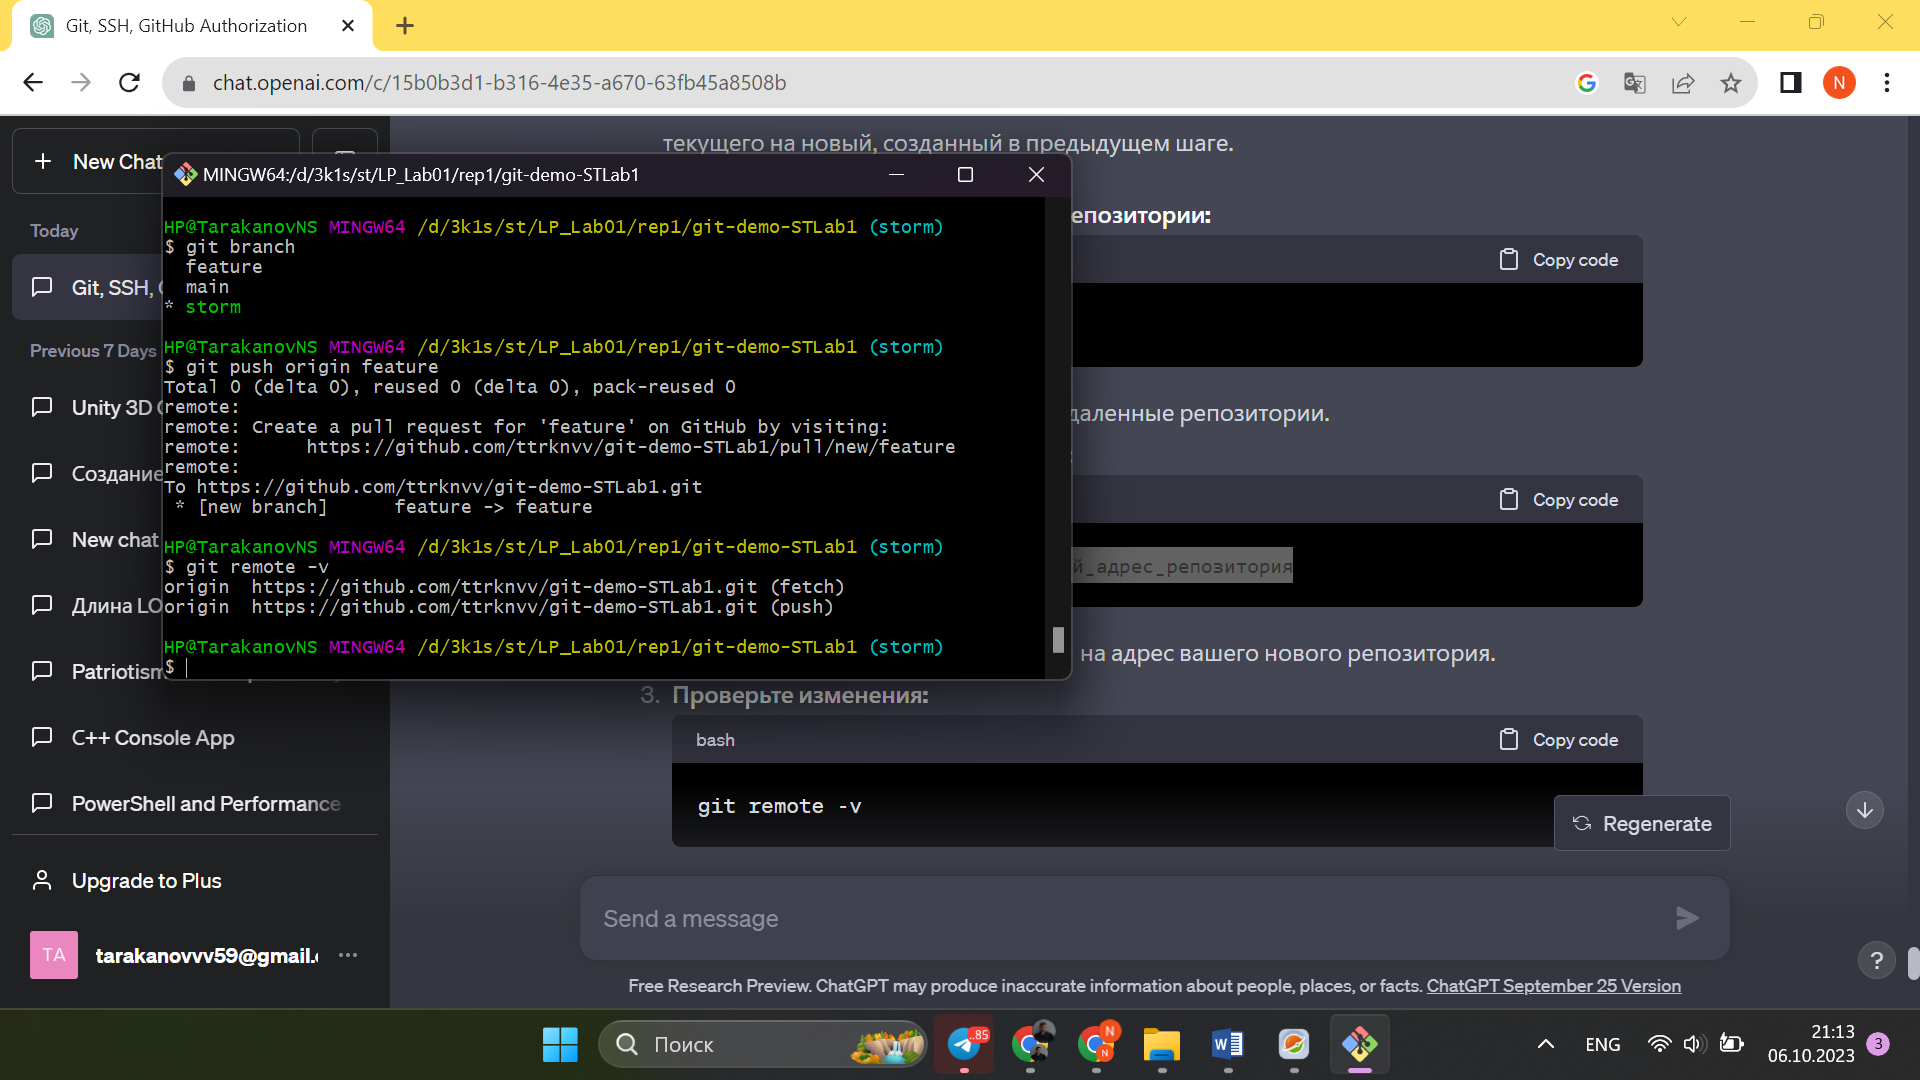 Git, SSH, GitHub Authorization
chat.openai.com/c/15b0b3d1-b316-4e35-a670-63fb45a8508b
N
New Chat
Today
Git, SSH,
Previous 7 Days
Unity 3D
Создание
New chat
Длина LO
Patriotism
C++ Console App
PowerShell and Performance
Upgrade to Plus
TA
tarakanovvv59@gmail.
MINGW64:/d/3k1s/st/LP_Lab01/rep1/git-demo-STLab1
HP@TarakanovNS MINGW64 /d/3k1s/st/LP_Lab01/rep1/git-demo-STLab1 (storm)
$ git branch
feature
main
* storm
HP@TarakanovNS MINGW64 /d/3k1s/st/LP_Lab01/rep1/git-demo-STLab1 (storm)
$ git push origin feature
Total 0 (delta 0), reused 0 (delta 0), pack-reused 0
remote:
remote: Create a pull request for 'feature' on GitHub by visiting:
remote:      https://github.com/ttrknvv/git-demo-STLab1/pull/new/feature
remote:
To https://github.com/ttrknvv/git-demo-STLab1.git
* [new branch]      feature -> feature
HP@TarakanovNS MINGW64 /d/3k1s/st/LP_Lab01/rep1/git-demo-STLab1 (storm)
$ git remote -v
origin  https://github.com/ttrknvv/git-demo-STLab1.git (fetch)
origin  https://github.com/ttrknvv/git-demo-STLab1.git (push)
HP@TarakanovNS MINGW64 /d/3k1s/st/LP_Lab01/rep1/git-demo-STLab1 (storm)
$
текущего на новый, созданный в предыдущем шаге.
епозитории:
Copy code
даленные репозитории.
Copy code
й_адрес_репозитория
на адрес вашего нового репозитория.
3. Проверьте изменения:
bash
Copy code
git remote -v
Regenerate
Send a message
?
Free Research Preview. ChatGPT may produce inaccurate information about people, places, or facts. ChatGPT September 25 Version
Поиск
..85
N
N
W
ENG
21:13
06.10.2023
3